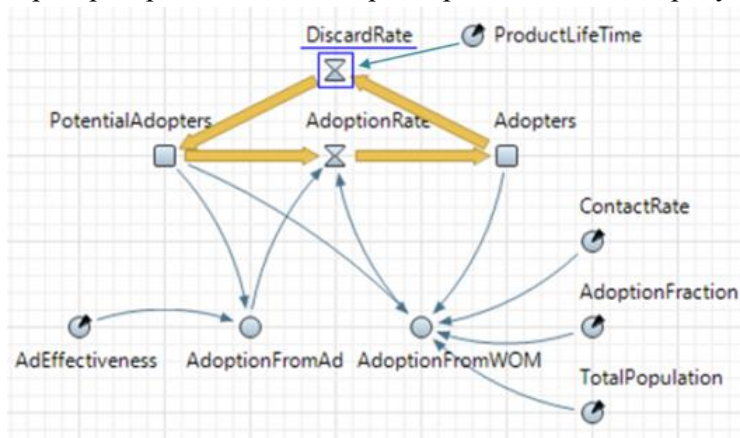 DiscardRate
ProductLifeTime
PotentialAdopters
AdoptionRate
Adopters
ContactRate
AdoptionFraction
AdEffectiveness
AdoptionFromAd
AdoptionFromWOM
TotalPopulation